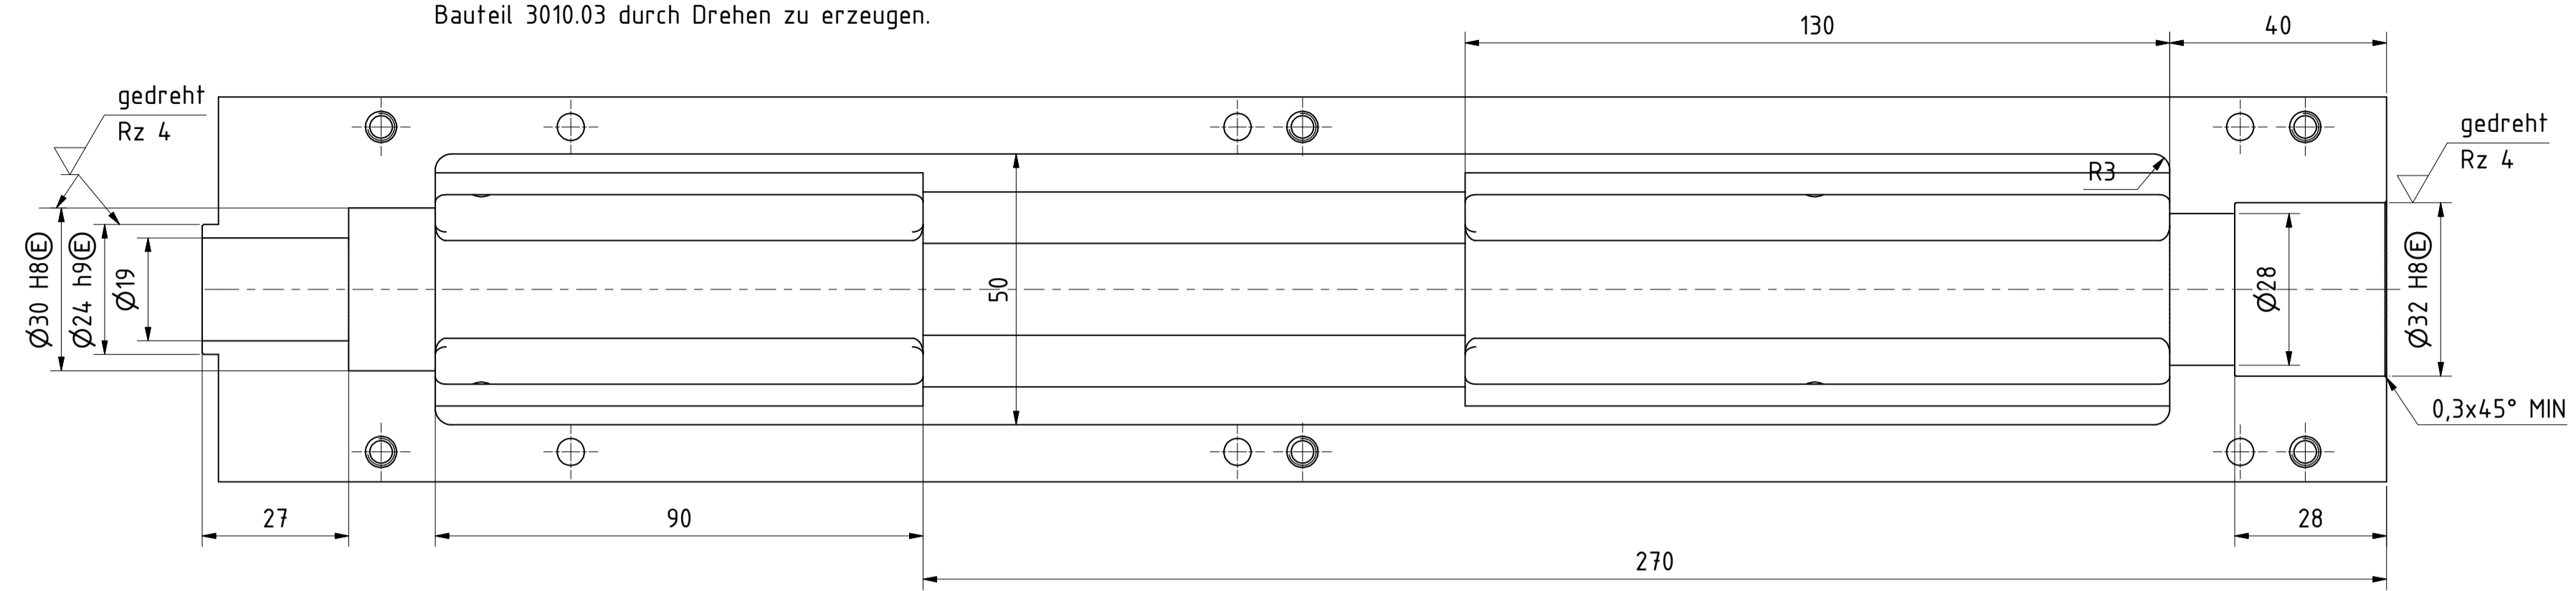 Bauteil 3010.03 durch Drehen zu erzeugen.
130
40
gedreht
Rz 4
gedreht
Rz 4
R3
Ø30 H8Ⓔ
Ø24 h9Ⓔ
Ø19
50
Ø28
Ø32 H8Ⓔ
0,3x45° MIN
27
90
28
270